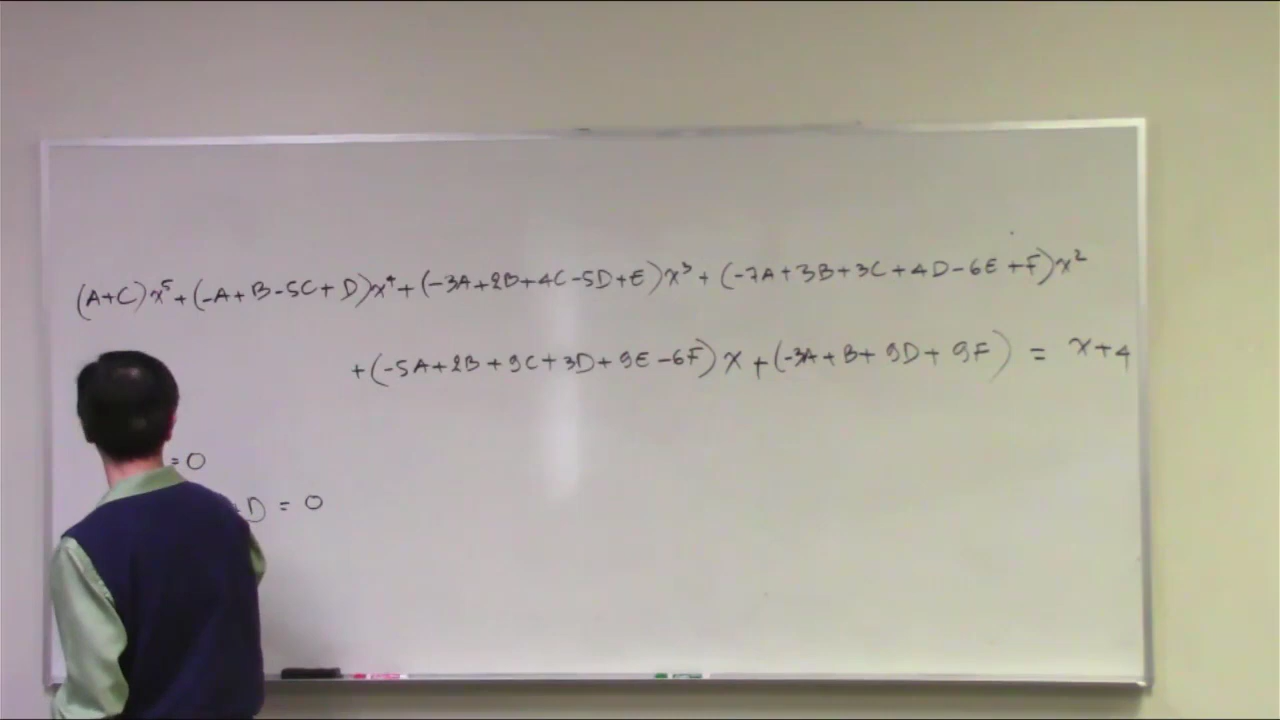 (A+C)x⁵+(-A+B-5C+D)x⁴+(-3A+2B+4C-5D+E)x³+(-7A+3B+3C+4D-6E+F)x²
+(-5A+2B+9C+3D+9E-6F)x+(-3A+B+9D+9F) = x+4
=0
+D = 0